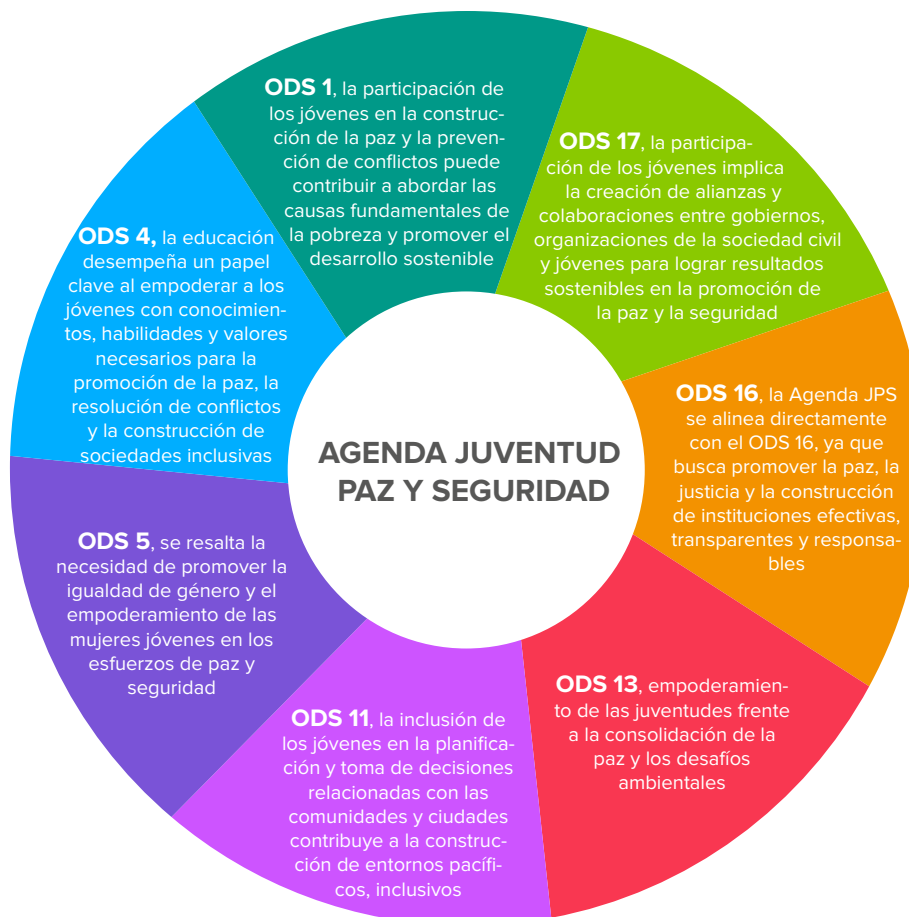 ODS 1, la participación de
los jóvenes en la construc-
ción de la paz y la preven-
ción de conflictos puede
contribuir a abordar las
causas fundamentales de
la pobreza y promover el
desarrollo sostenible
ODS 17, la participa-
ción de los jóvenes implica
la creación de alianzas y
colaboraciones entre gobiernos,
organizaciones de la sociedad civil
y jóvenes para lograr resultados
sostenibles en la promoción de
la paz y la seguridad
ODS 16, la Agenda JPS
se alinea directamente
con el ODS 16, ya que
busca promover la paz, la
justicia y la construcción
de instituciones efectivas,
transparentes y responsa-
bles
ODS 13, empoderamien-
to de las juventudes frente
a la consolidación de la
paz y los desafíos
ambientales
ODS 11, la inclusión de
los jóvenes en la planifica-
ción y toma de decisiones
relacionadas con las
comunidades y ciudades
contribuye a la construc-
ción de entornos pacífi-
cos, inclusivos
ODS 5, se resalta la
necesidad de promover la
igualdad de género y el
empoderamiento de las
mujeres jóvenes en los
esfuerzos de paz y
seguridad
ODS 4, la educación
desempeña un papel
clave al empoderar a los
jóvenes con conocimien-
tos, habilidades y valores
necesarios para la
promoción de la paz, la
resolución de conflictos
y la construcción de
sociedades inclusivas
AGENDA JUVENTUD
PAZ Y SEGURIDAD